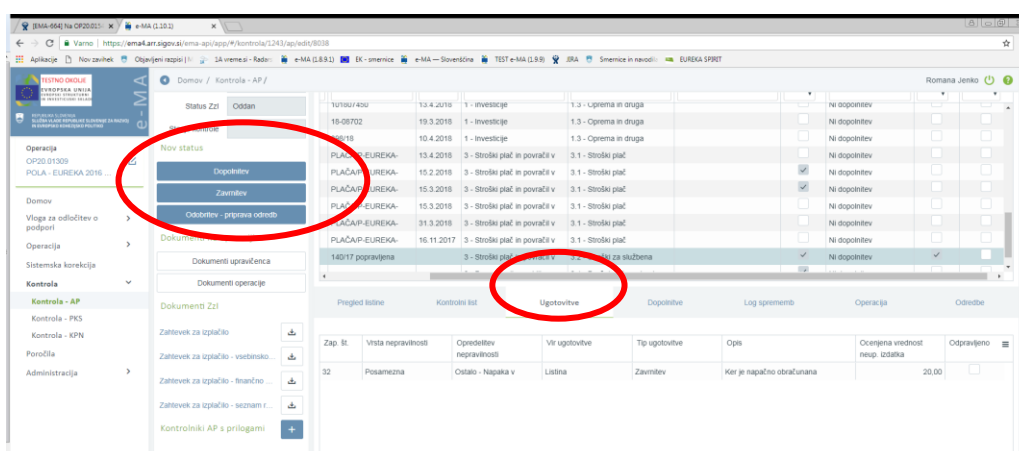 [EMA-664] Na OP20.013
e-MA (1.10.1)
Varno | https://ema4.arr.sigov.si/ema-api/app/#/kontrola/1243/ap/edit/8038
Aplikacije
Nov zavihek
Objavljeni razpisi | N
1A vreme.si - Radars
e-MA (1.8.9.1)
EK - smernice
e-MA — Slovenščina
TEST e-MA (1.9.9)
JIRA
Smernice in navodila
EUREKA SPIRIT
TESTNO OKOLJE
EVROPSKA UNIJA
EVROPSKI STRUKTURNI
IN INVESTICIJSKI SKLADI
REPUBLIKA SLOVENIJA
SLUŽBA VLADE REPUBLIKE SLOVENIJE ZA RAZVOJ
IN EVROPSKO KOHEZIJSKO POLITIKO
e-MA
Domov / Kontrola - AP /
Romana Jenko
Operacija
OP20.01309
POLA - EUREKA 2016 ...
Domov
Vloga za odločitev o podpori
Operacija
Sistemska korekcija
Kontrola
Kontrola - AP
Kontrola - PKS
Kontrola - KPN
Poročila
Administracija
Status ZzI
Oddan
Nov status
Dopolnitev
Zavrnitev
Odobritev - priprava odredb
Dokumenti upravičenca
Dokumenti operacije
Dokumenti ZzI
Zahtevek za izplačilo
Zahtevek za izplačilo - vsebinsko...
Zahtevek za izplačilo - finančno ...
Zahtevek za izplačilo - seznam r...
Kontrolniki AP s prilogami
101807450 13.4.2018 1 - Investicije 1.3 - Oprema in druga Ni dopolnitev
18-08702 19.3.2018 1 - Investicije 1.3 - Oprema in druga Ni dopolnitev
10.4.2018 1 - Investicije 1.3 - Oprema in druga Ni dopolnitev
PLAČA/P-EUREKA- 13.4.2018 3 - Stroški plač in povračil v 3.1 - Stroški plač Ni dopolnitev
PLAČA/P-EUREKA- 15.2.2018 3 - Stroški plač in povračil v 3.1 - Stroški plač Ni dopolnitev
PLAČA/P-EUREKA- 15.3.2018 3 - Stroški plač in povračil v 3.1 - Stroški plač Ni dopolnitev
PLAČA/P-EUREKA- 15.3.2018 3 - Stroški plač in povračil v 3.1 - Stroški plač Ni dopolnitev
PLAČA/P-EUREKA- 31.3.2018 3 - Stroški plač in povračil v 3.1 - Stroški plač Ni dopolnitev
PLAČA/P-EUREKA- 16.11.2017 3 - Stroški plač in povračil v 3.1 - Stroški plač Ni dopolnitev
140/17 popravljena 3 - Stroški plač in povračil v 3.2 - Stroški za službena Ni dopolnitev
Pregled listine
Kontrolni list
Ugotovitve
Dopolnitve
Log sprememb
Operacija
Odredbe
Zap. št.
Vrsta nepravilnosti
Opredelitev nepravilnosti
Vir ugotovitve
Tip ugotovitve
Opis
Ocenjena vrednost neup. izdatka
Odpravljeno
32 Posamezna Ostalo - Napaka v Listina Zavrnitev Ker je napačno obračunana 20,00